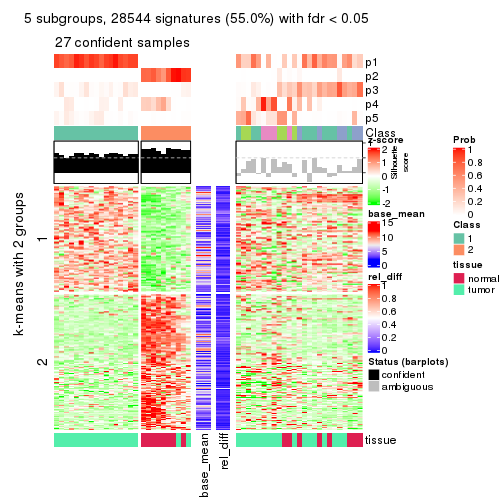 5 subgroups, 28544 signatures (55.0%) with fdr < 0.05
27 confident samples
p1
p2
p3
p4
p5
Class
1
Silhouette
score
k-means with 2 groups
1
2
base_mean
rel_diff
tissue
z-score
2
1
0
-1
-2
base_mean
15
10
5
0
rel_diff
1
0.8
0.6
0.4
0.2
0
Status (barplots)
confident
ambiguous
Prob
1
0.8
0.6
0.4
0.2
0
Class
1
2
tissue
normal
tumor